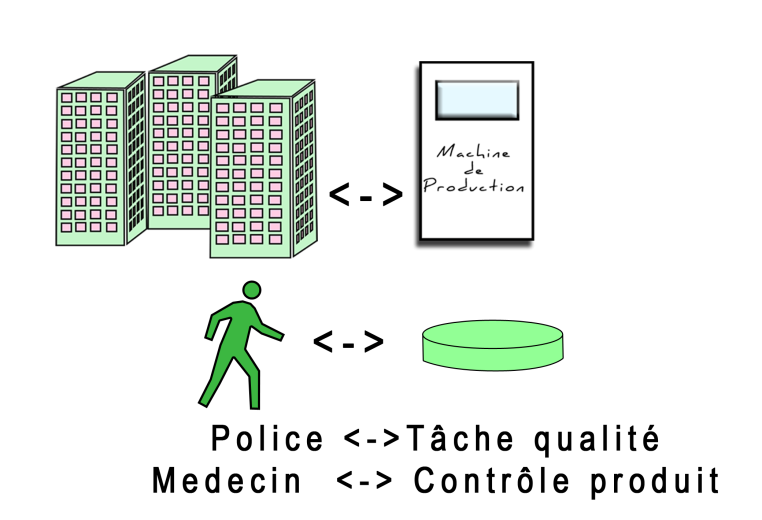 Machine
de
Production
<->
<->
Police <->Tâche qualité
Medecin <-> Contrôle produit